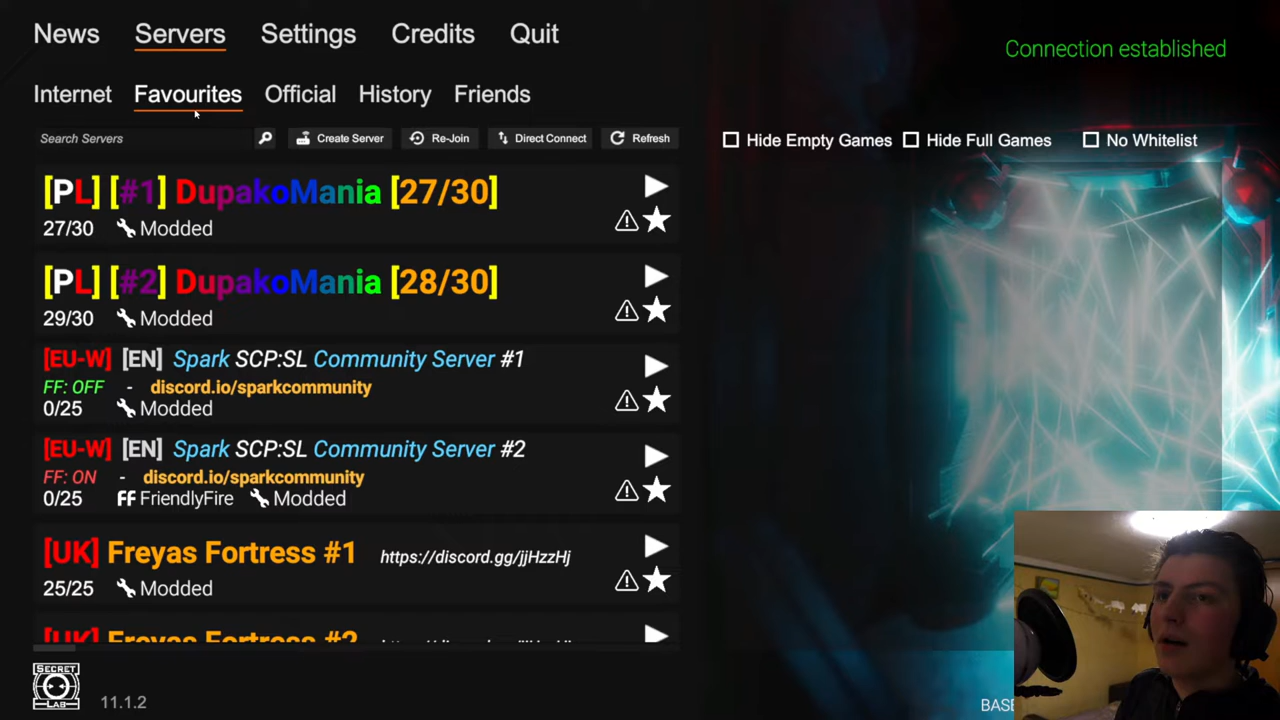 News Servers Settings Credits Quit
Connection established
Internet Favourites Official History Friends
Search Servers Create Server Re-Join Direct Connect Refresh
Hide Empty Games Hide Full Games No Whitelist
[PL] [#1] DupakoMania [27/30]
27/30 Modded
[PL] [#2] DupakoMania [28/30]
29/30 Modded
[EU-W] [EN] Spark SCP:SL Community Server #1
FF: OFF - discord.io/sparkcommunity
0/25 Modded
[EU-W] [EN] Spark SCP:SL Community Server #2
FF: ON - discord.io/sparkcommunity
0/25 FF FriendlyFire Modded
[UK] Freyas Fortress #1 https://discord.gg/jjHzzHj
25/25 Modded
[UK] Freyas Fortress #2
SECRET
LAB
11.1.2
BASE